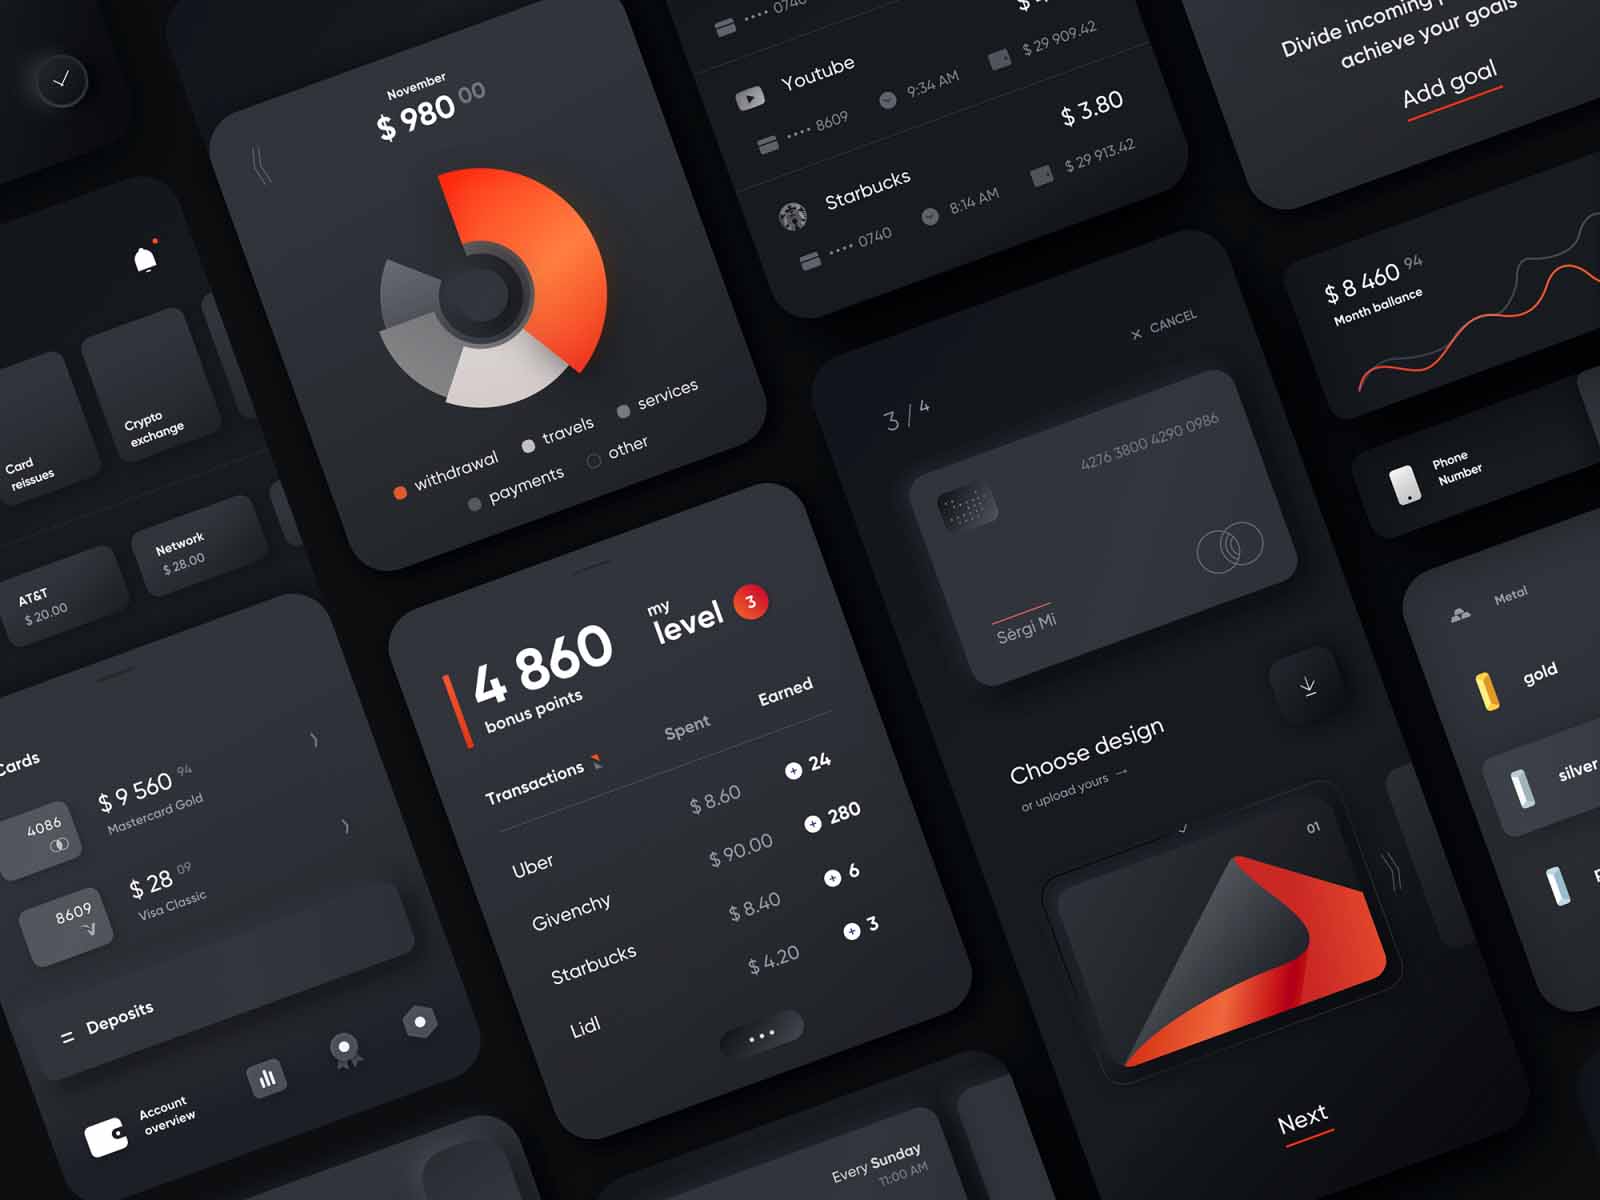 November
$ 980 00
withdrawal
travels
services
payments
other
•••• 0740
Youtube
•••• 8609
9:34 AM
$ 29 909.42
$ 3.80
Starbucks
•••• 0740
8:14 AM
$ 29 913.42
Divide incoming
achieve your goals
Add goal
$ 8 460 94
Month ballance
Phone
Number
Metal
gold
silver
Card
reissues
Crypto
exchange
AT&T
$ 20.00
Network
$ 28.00
Cards
4086
$ 9 560 94
Mastercard Gold
8609
$ 28 09
Visa Classic
Deposits
Account
overview
4 860
bonus points
my
level 3
Transactions
Spent
Earned
Uber
$ 8.60
24
Givenchy
$ 90.00
280
Starbucks
$ 8.40
6
Lidl
$ 4.20
3
Every Sunday
11:00 AM
CANCEL
3 / 4
4276 3800 4290 0986
Sèrgi Mi
Choose design
or upload yours →
01
Next